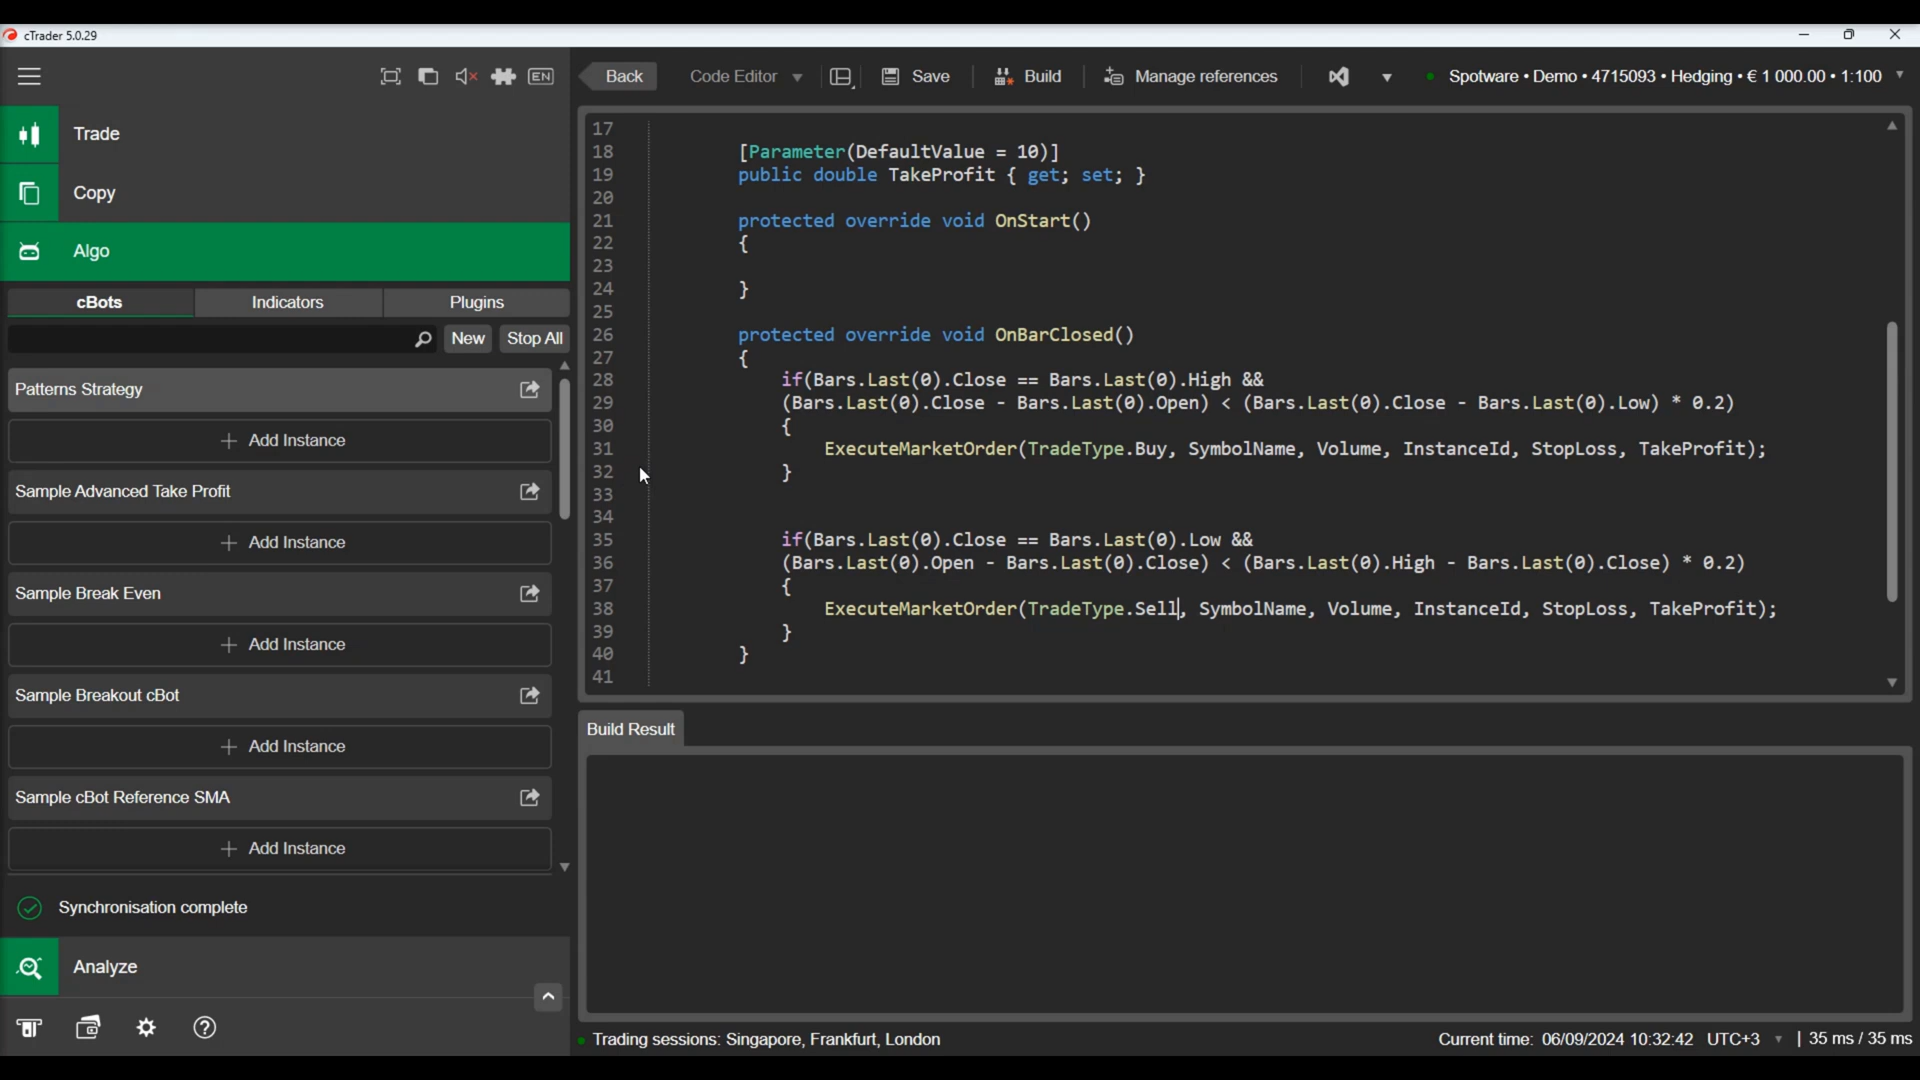 cTrader 5.0.29
EN
Back
Code Editor
Save
Build
Manage references
Spotware • Demo • 4715093 • Hedging • € 1 000.00 • 1:100
Trade
Copy
Algo
cBots
Indicators
Plugins
New
Stop All
Patterns Strategy
Add Instance
Sample Advanced Take Profit
Add Instance
Sample Break Even
Add Instance
Sample Breakout cBot
Add Instance
Sample cBot Reference SMA
Add Instance
Synchronisation complete
Analyze
17
18 [Parameter(DefaultValue = 10)]
19 public double TakeProfit { get; set; }
20
21 protected override void OnStart()
22 {
23
24 }
25
26 protected override void OnBarClosed()
27 {
28 if(Bars.Last(0).Close == Bars.Last(0).High &&
29 (Bars.Last(0).Close - Bars.Last(0).Open) < (Bars.Last(0).Close - Bars.Last(0).Low) * 0.2)
30 {
31 ExecuteMarketOrder(TradeType.Buy, SymbolName, Volume, InstanceId, StopLoss, TakeProfit);
32 }
33
34
35 if(Bars.Last(0).Close == Bars.Last(0).Low &&
36 (Bars.Last(0).Open - Bars.Last(0).Close) < (Bars.Last(0).High - Bars.Last(0).Close) * 0.2)
37 {
38 ExecuteMarketOrder(TradeType.Sell, SymbolName, Volume, InstanceId, StopLoss, TakeProfit);
39 }
40 }
41
Build Result
Trading sessions: Singapore, Frankfurt, London
Current time: 06/09/2024 10:32:42 UTC+3 | 35 ms / 35 ms